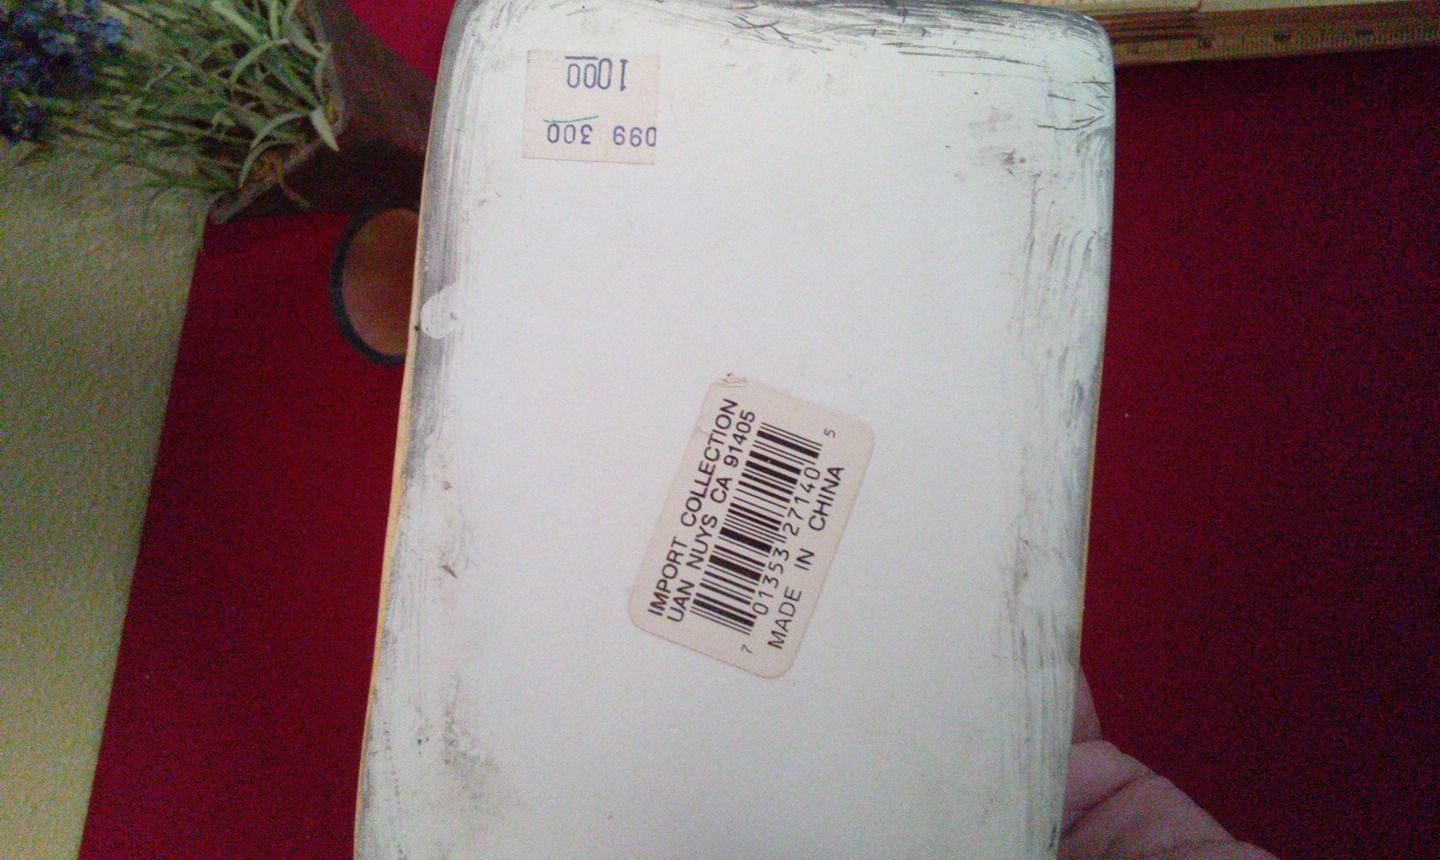 1000
099 300
IMPORT COLLECTION
UAN NUYS CA 91405
7 01353 27140 5
MADE IN CHINA